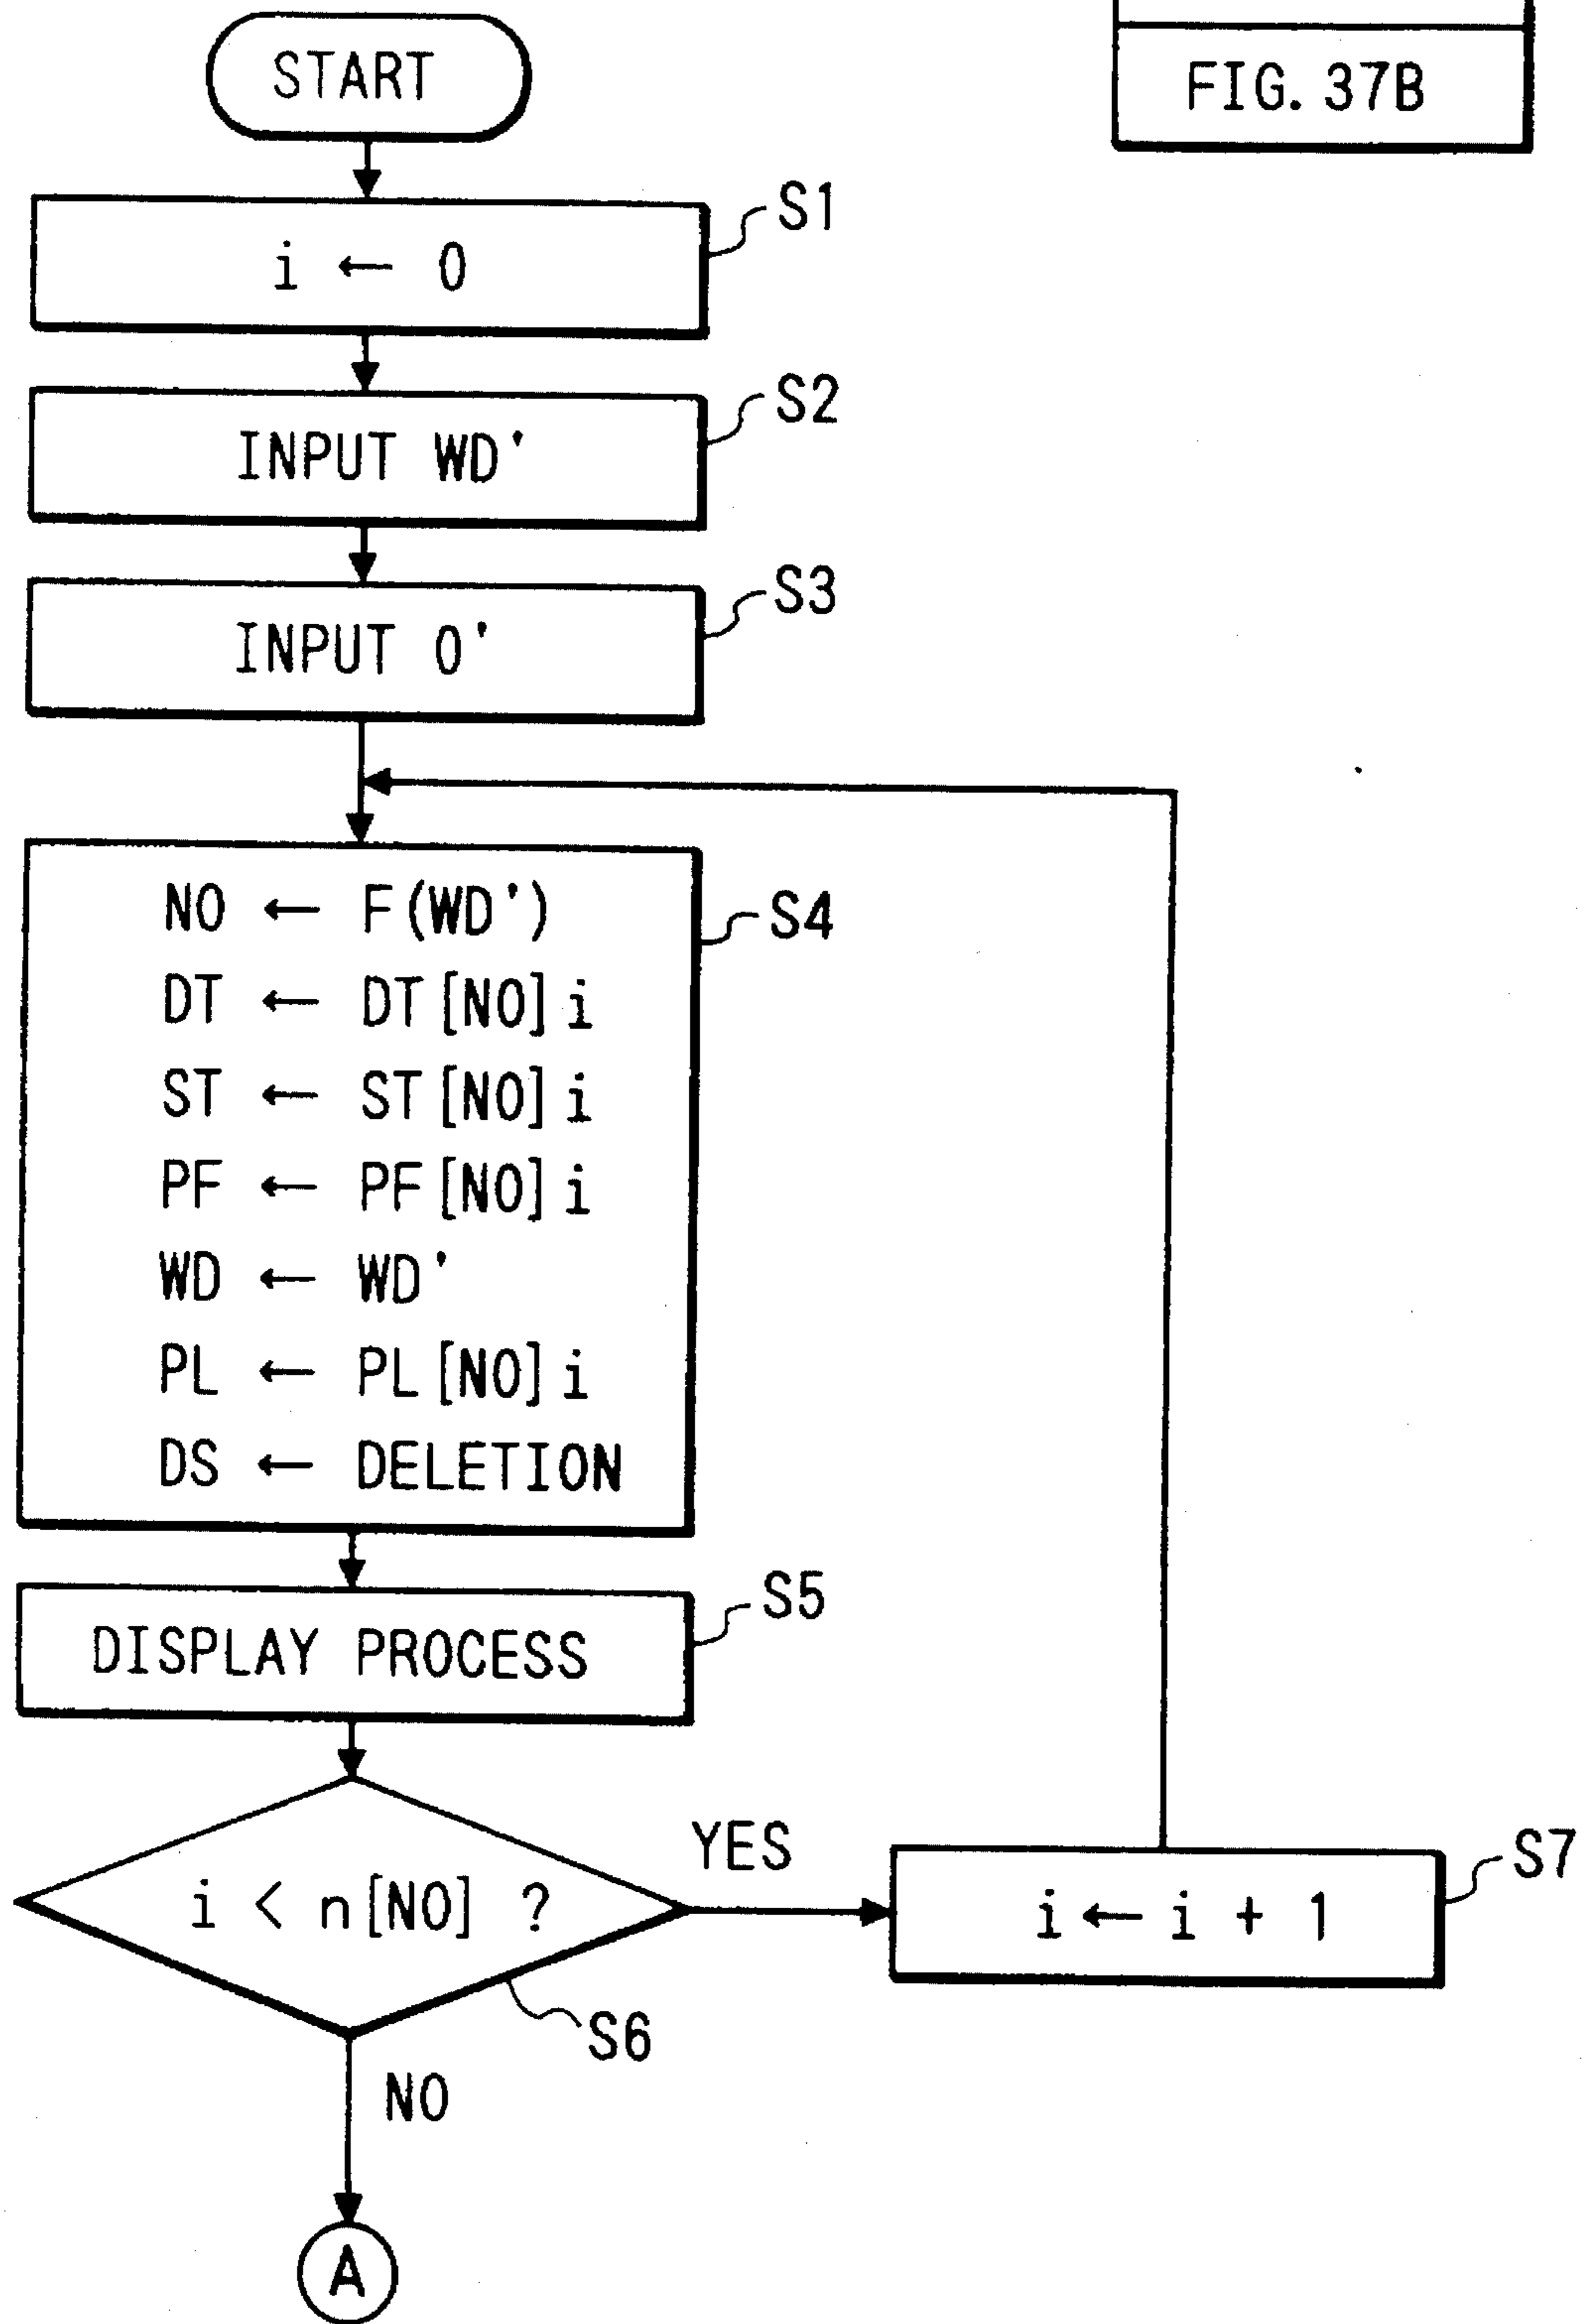 FIG. 37B
START
i ← 0
S1
INPUT WD'
S2
INPUT O'
S3
NO ← F(WD')
DT ← DT[NO]i
ST ← ST[NO]i
PF ← PF[NO]i
WD ← WD'
PL ← PL[NO]i
DS ← DELETION
S4
DISPLAY PROCESS
S5
i < n[NO] ?
S6
YES
i ← i + 1
S7
NO
A